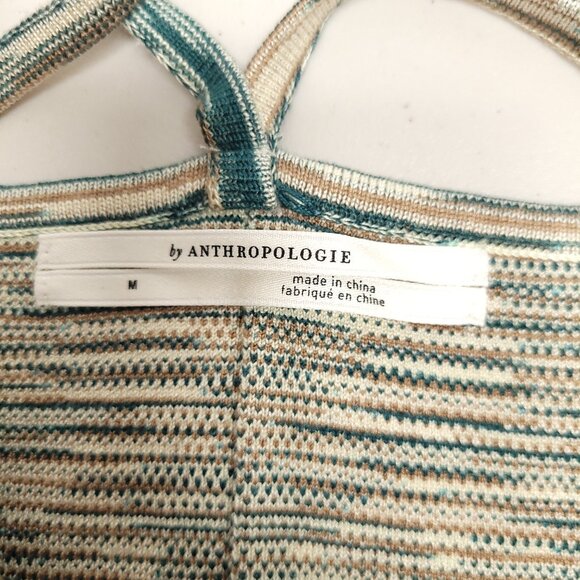 by ANTHROPOLOGIE
M
made in china
fabriqué en chine